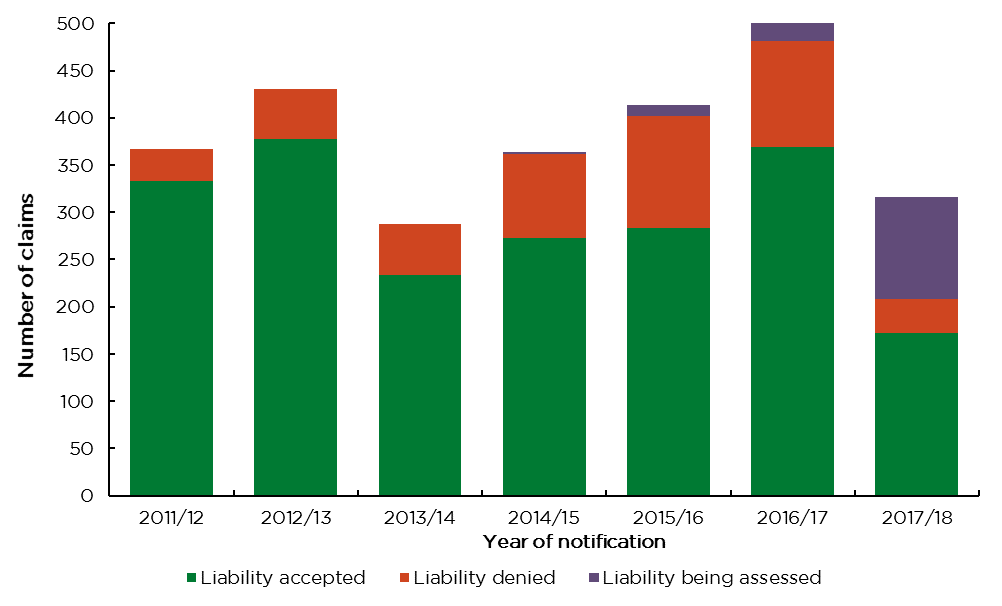 500
450
400
350
300
250
200
150
100
50
0
Number of claims
2011/12 2012/13 2013/14 2014/15 2015/16 2016/17 2017/18
Year of notification
Liability accepted Liability denied Liability being assessed